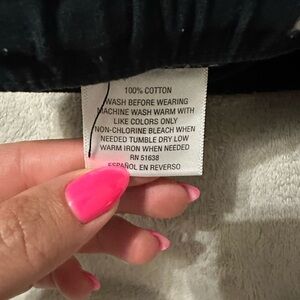 100% COTTON
WASH BEFORE WEARING
MACHINE WASH WARM WITH
LIKE COLORS ONLY
NON-CHLORINE BLEACH WHEN
NEEDED TUMBLE DRY LOW
WARM IRON WHEN NEEDED
RN 51638
ESPAÑOL EN REVERSO